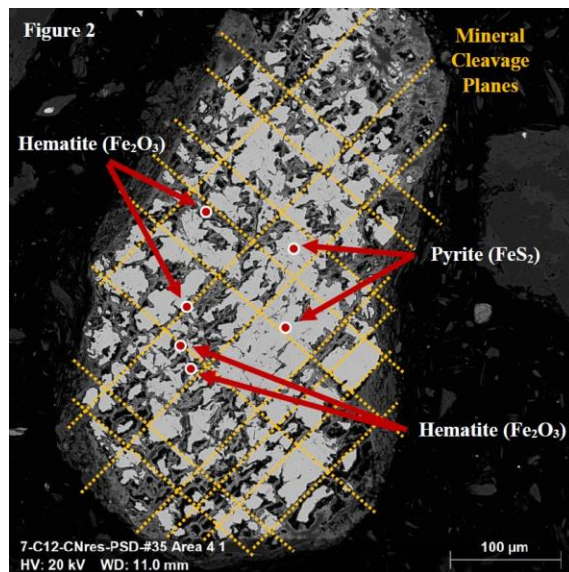 Figure 2
Mineral
Cleavage
Planes
Hematite (Fe₂O₃)
Pyrite (FeS₂)
Hematite (Fe₂O₃)
7-C12-CNres-PSD-#35 Area 4 1
HV: 20 kV WD: 11.0 mm
100 µm